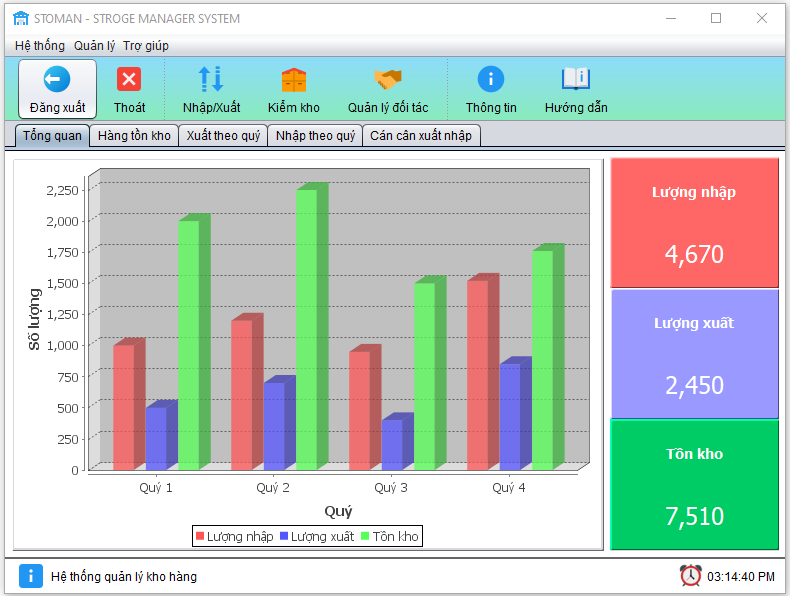 STOMAN - STROGE MANAGER SYSTEM
Hệ thống Quản lý Trợ giúp
Đăng xuất Thoát Nhập/Xuất Kiểm kho Quản lý đối tác Thông tin Hướng dẫn
Tổng quan Hàng tồn kho Xuất theo quý Nhập theo quý Cán cân xuất nhập
Số lượng
2,250
2,000
1,750
1,500
1,250
1,000
750
500
250
0
Quý 1 Quý 2 Quý 3 Quý 4
Quý
Lượng nhập Lượng xuất Tồn kho
Lượng nhập
4,670
Lượng xuất
2,450
Tồn kho
7,510
Hệ thống quản lý kho hàng
03:14:40 PM